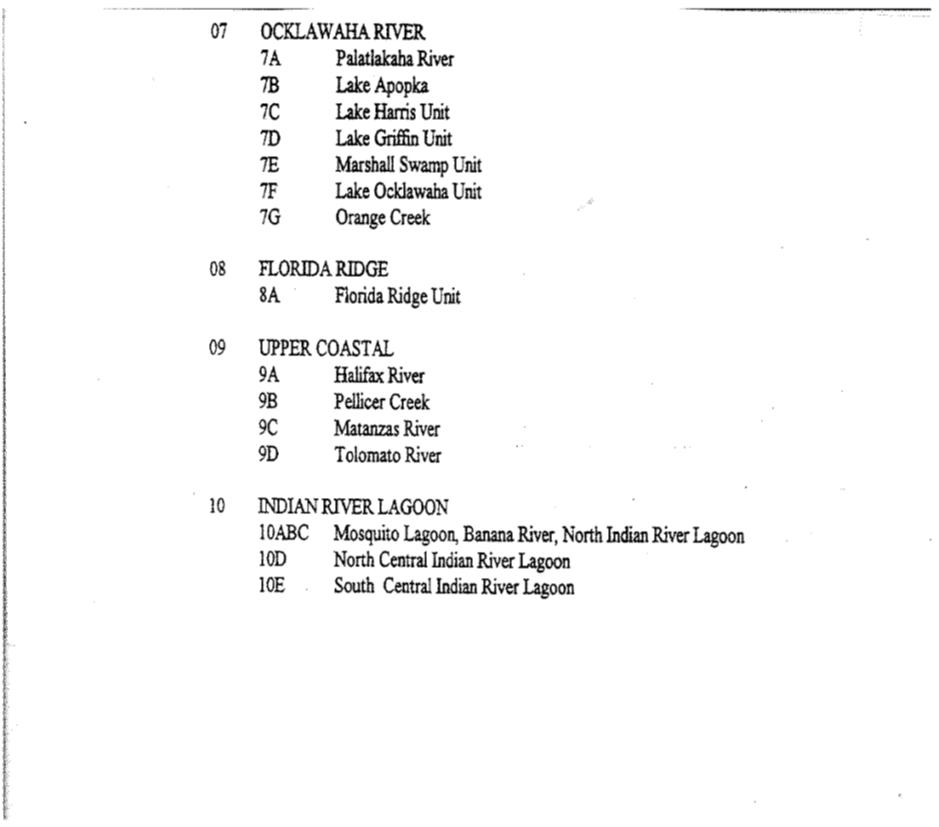 07 OCKLAWAHA RIVER
7A Palatlakaha River
7B Lake Apopka
7C Lake Harris Unit
7D Lake Griffin Unit
7E Marshall Swamp Unit
7F Lake Ocklawaha Unit
7G Orange Creek
08 FLORIDA RIDGE
8A Florida Ridge Unit
09 UPPER COASTAL
9A Halifax River
9B Pellicer Creek
9C Matanzas River
9D Tolomato River
10 INDIAN RIVER LAGOON
10ABC Mosquito Lagoon, Banana River, North Indian River Lagoon
10D North Central Indian River Lagoon
10E South Central Indian River Lagoon